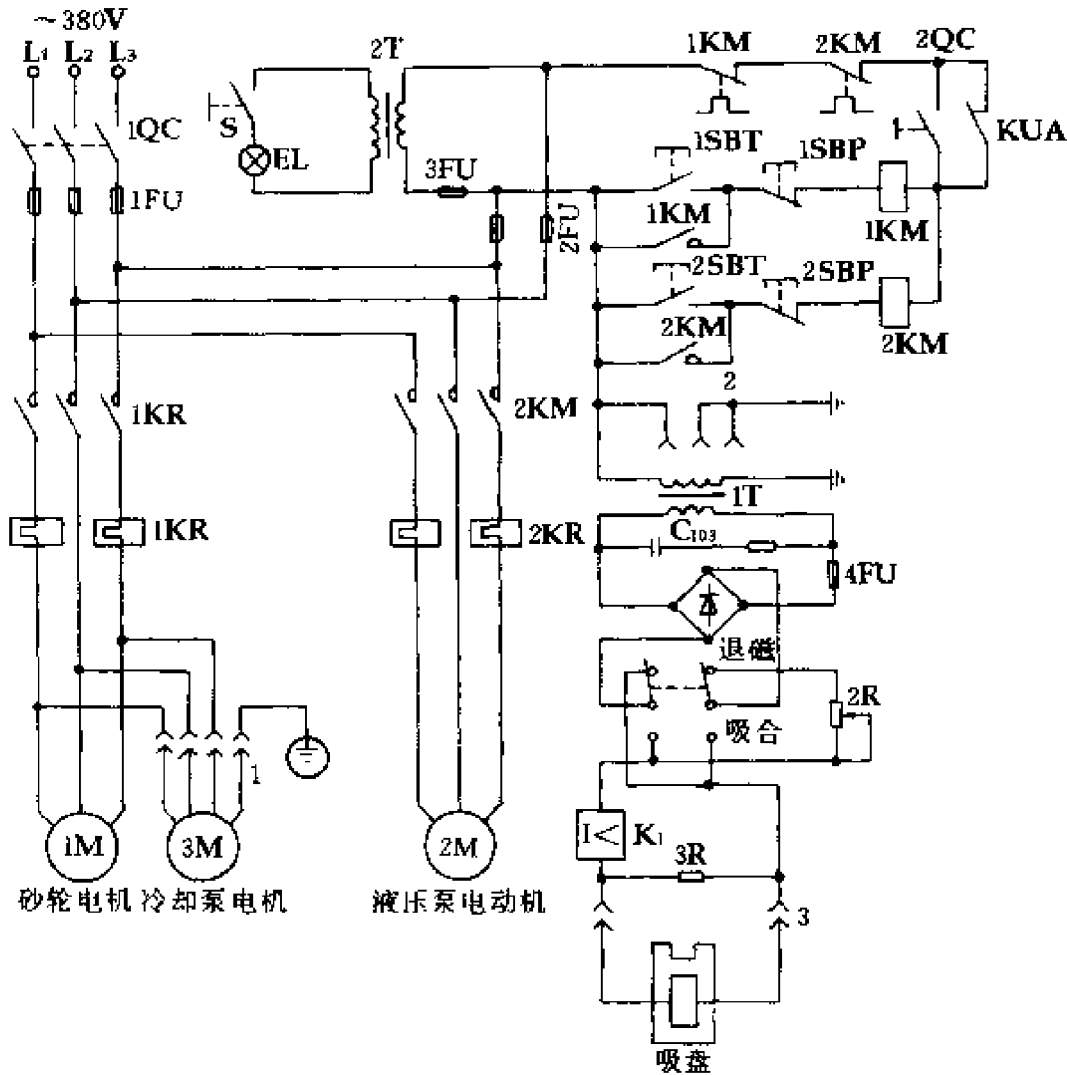 ～380V
L1 L2 L3
2T
1KM
2KM
2QC
S
1QC
EL
3FU
1SBT
1SBP
KUA
1FU
2FU
1KM
1KM
2SBT
2SBP
2KM
2KM
2
1KR
2KM
1T
1KR
2KR
C103
4FU
退磁
2R
吸合
1
K1
1M
3M
2M
I<
3R
砂轮电机 冷却泵电机
液压泵电动机
3
吸盘